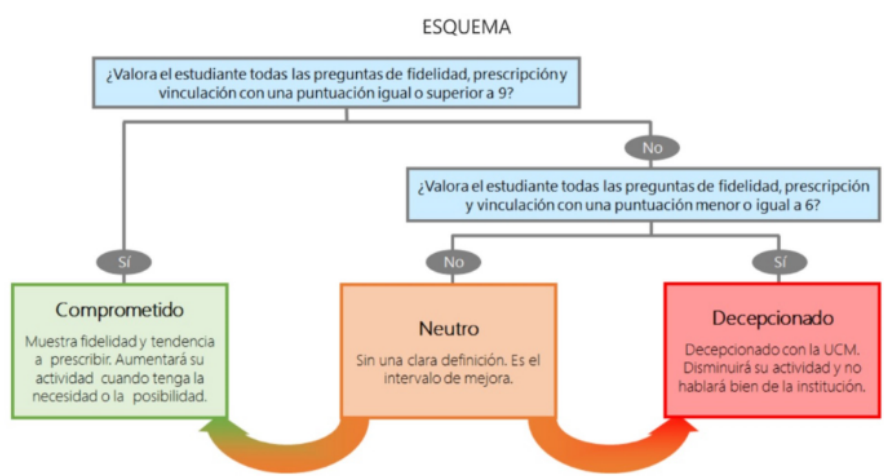 ESQUEMA
¿Valora el estudiante todas las preguntas de fidelidad, prescripción y
vinculación con una puntuación igual o superior a 9?
No
¿Valora el estudiante todas las preguntas de fidelidad, prescripción
y vinculación con una puntuación menor o igual a 6?
Sí
No
Sí
Comprometido
Muestra fidelidad y tendencia
a prescribir. Aumentará su
actividad cuando tenga la
necesidad o la posibilidad.
Neutro
Sin una clara definición. Es el
intervalo de mejora.
Decepcionado
Decepcionado con la UCM.
Disminuirá su actividad y no
hablará bien de la institución.